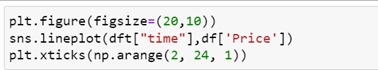 plt.figure(figsize=(20,10))
sns.lineplot(dft["time"],df['Price'])
plt.xticks(np.arange(2, 24, 1))